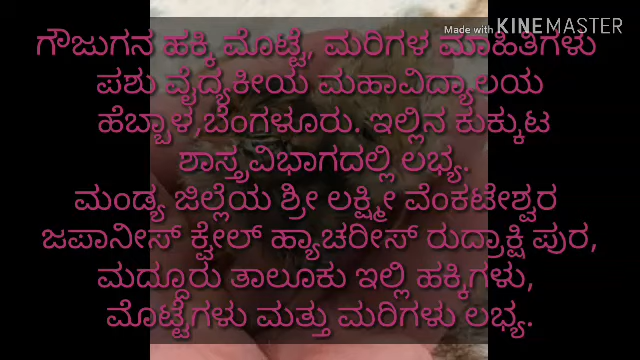 Made with KINEMASTER
ಗೌಜುಗನ ಹಕ್ಕಿ ಮೊಟ್ಟೆ, ಮರಿಗಳ ಮಾಹಿತಿಗಳು
ಪಶು ವೈದ್ಯಕೀಯ ಮಹಾವಿದ್ಯಾಲಯ
ಹೆಬ್ಬಾಳ,ಬೆಂಗಳೂರು. ಇಲ್ಲಿನ ಕುಕ್ಕುಟ
ಶಾಸ್ತ್ರವಿಭಾಗದಲ್ಲಿ ಲಭ್ಯ.
ಮಂಡ್ಯ ಜಿಲ್ಲೆಯ ಶ್ರೀ ಲಕ್ಷ್ಮೀ ವೆಂಕಟೇಶ್ವರ
ಜಪಾನೀಸ್ ಕ್ವೇಲ್ ಹ್ಯಾಚರೀಸ್ ರುದ್ರಾಕ್ಷಿ ಪುರ,
ಮದ್ದೂರು ತಾಲೂಕು ಇಲ್ಲಿ ಹಕ್ಕಿಗಳು,
ಮೊಟ್ಟೆಗಳು ಮತ್ತು ಮರಿಗಳು ಲಭ್ಯ.